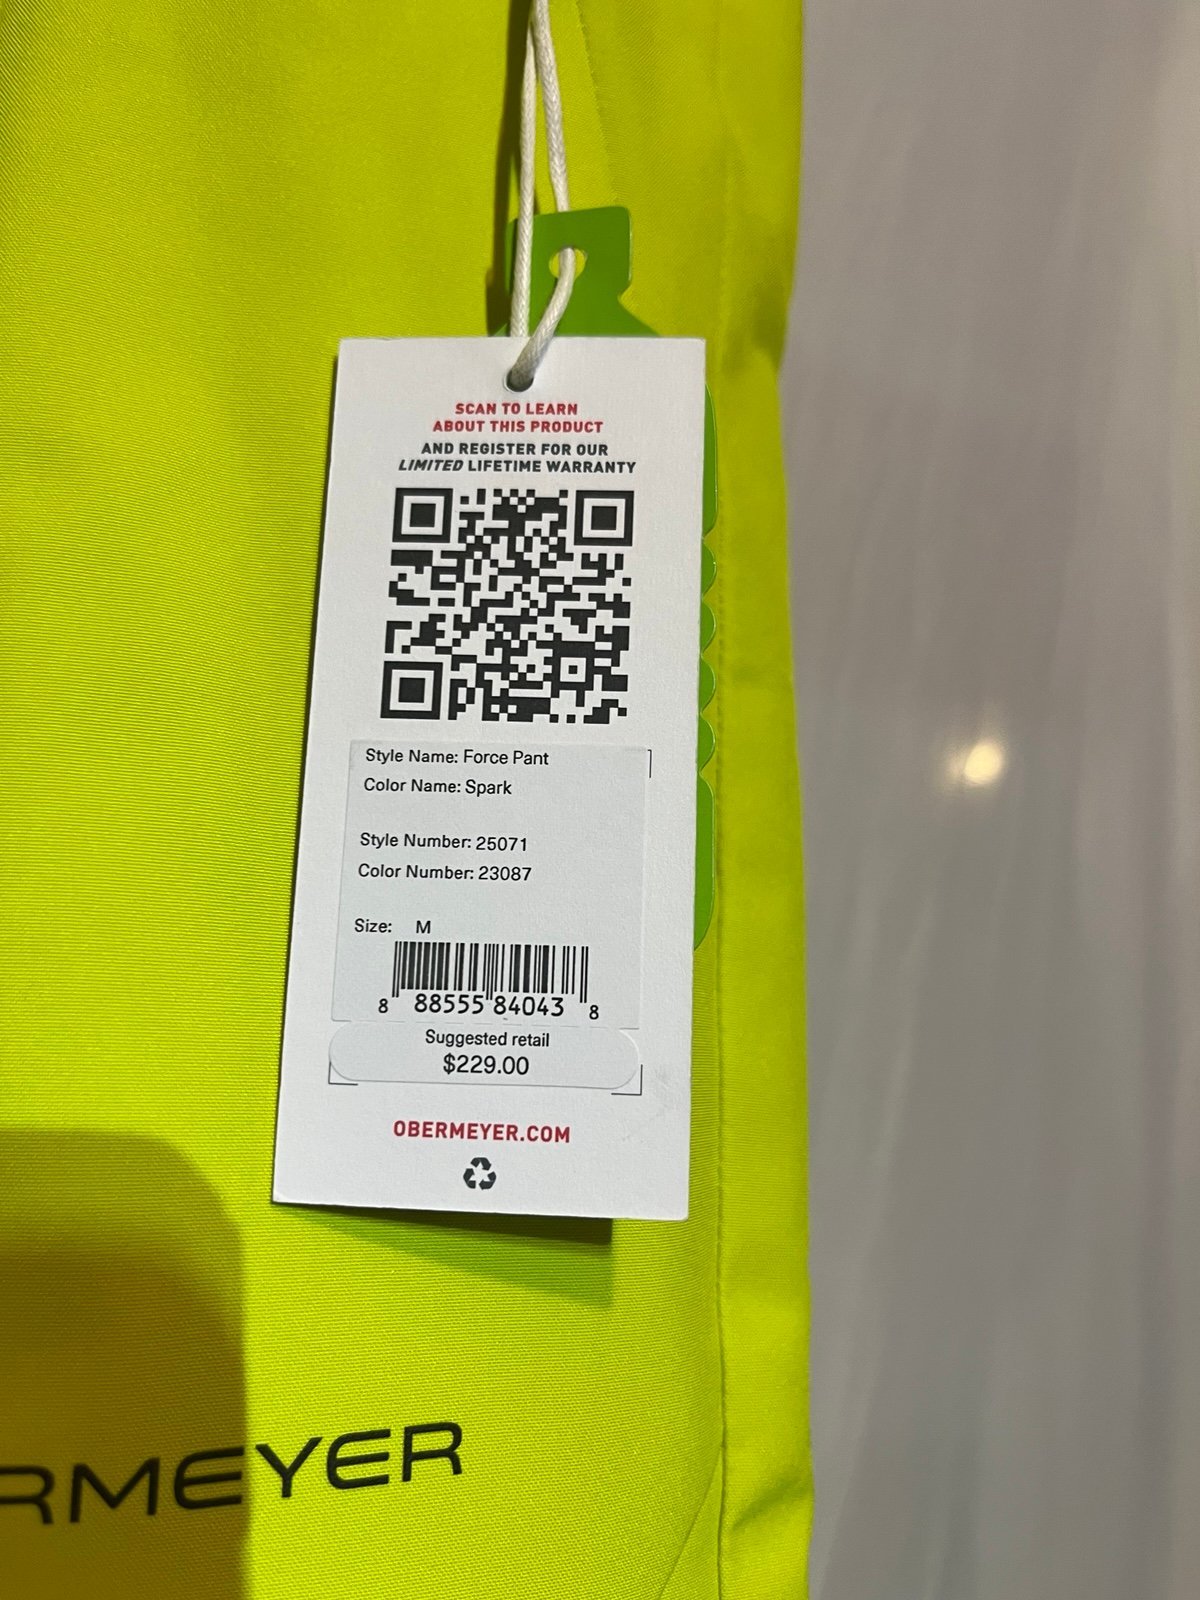 SCAN TO LEARN
ABOUT THIS PRODUCT
AND REGISTER FOR OUR
LIMITED LIFETIME WARRANTY
Style Name: Force Pant
Color Name: Spark
Style Number: 25071
Color Number: 23087
Size: M
8 88555 84043 8
Suggested retail
$229.00
OBERMEYER.COM
RMEYER